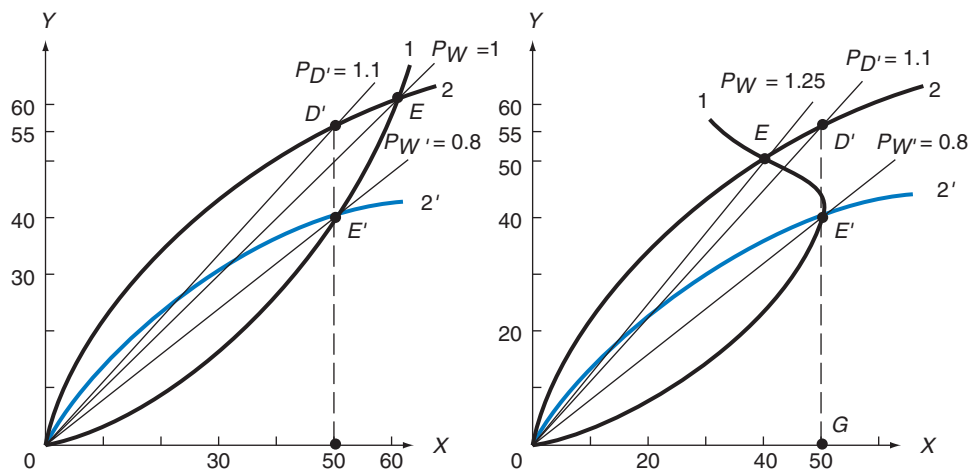 Y
1
P_W = 1
P_D' = 1.1
2
60
D'
E
55
P_W' = 0.8
2'
40
E'
30
0
30
50
60
X
Y
P_D' = 1.1
P_W = 1.25
2
1
60
55
E
D'
50
P_W' = 0.8
2'
40
E'
20
G
0
20
40
50
X